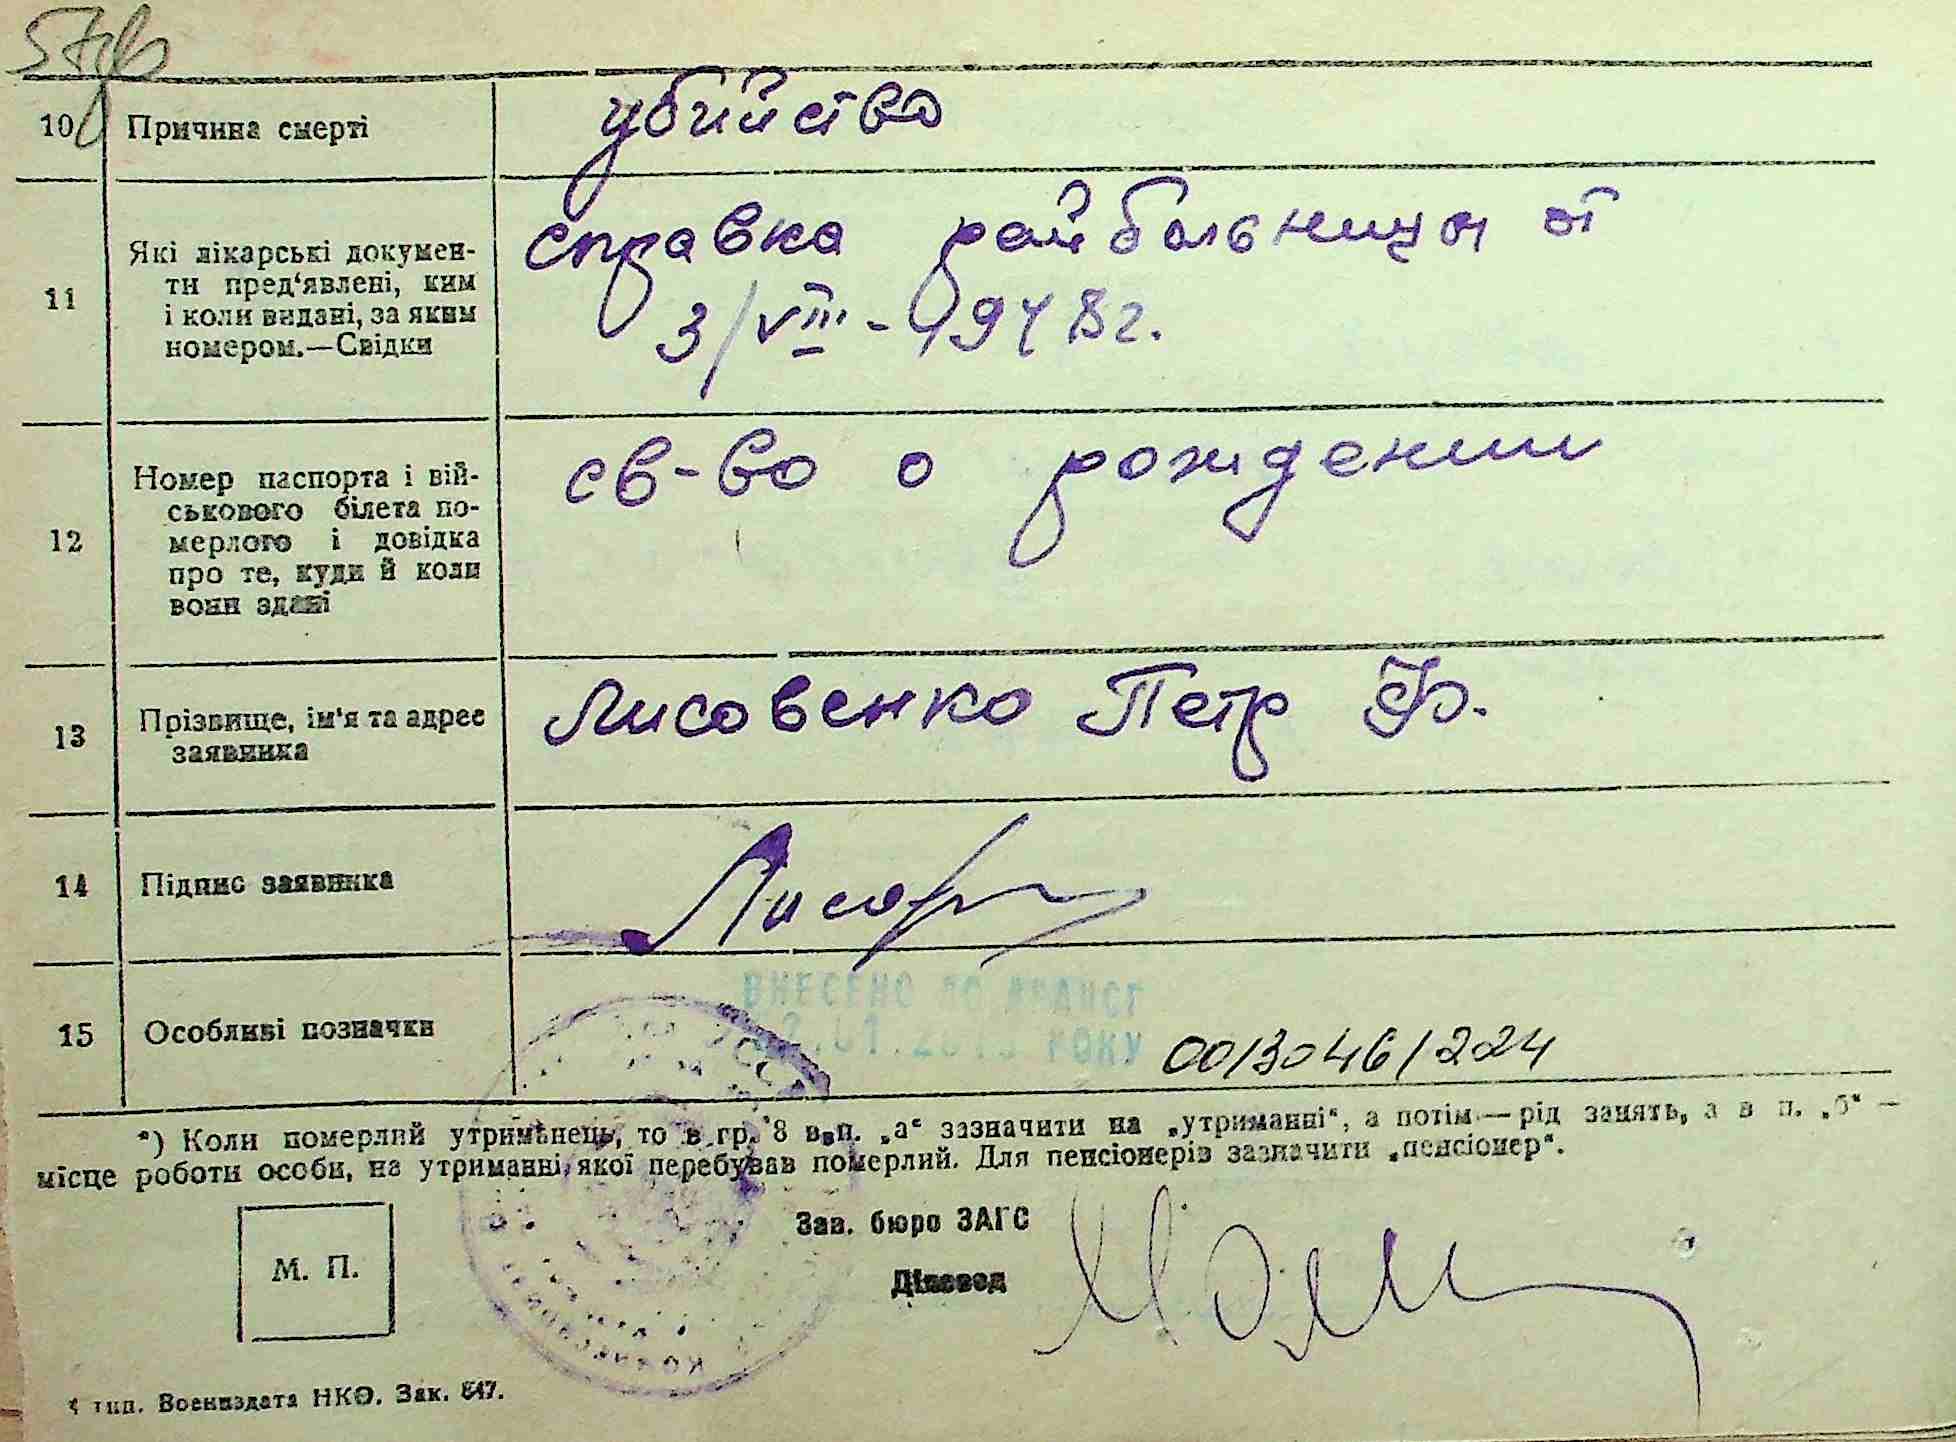 10 Причина смерті убийство
11 Які лікарські докумен-
ти пред‘явлені, ким
і коли видані, за яким
номером.—Свідки
справка райбольницы от
3/VIII-1948г.
12 Номер паспорта і вій-
ськового білета по-
мерлого і довідка
про те, куди й коли
вони здані
св-во о рождении
13 Прізвище, ім'я та адрес
заявника
Лисовенко Петр Ф.
14 Підпис заявника
15 Особливі позначки
ВНЕСЕНО ДО ДРАЦСГ
РОКУ
00130461224
*) Коли померлий утриманець, то в гр. 8 в п. „а“ зазначити на „утриманні“, а потім — рід занять, а в п. „б“ —
місце роботи особи, на утриманні якої перебував померлий. Для пенсіонерів зазначити „пенсіонер“.
М. П.
Зав. бюро ЗАГС
Діловод
тип. Воениздата НКО. Зак. 847.